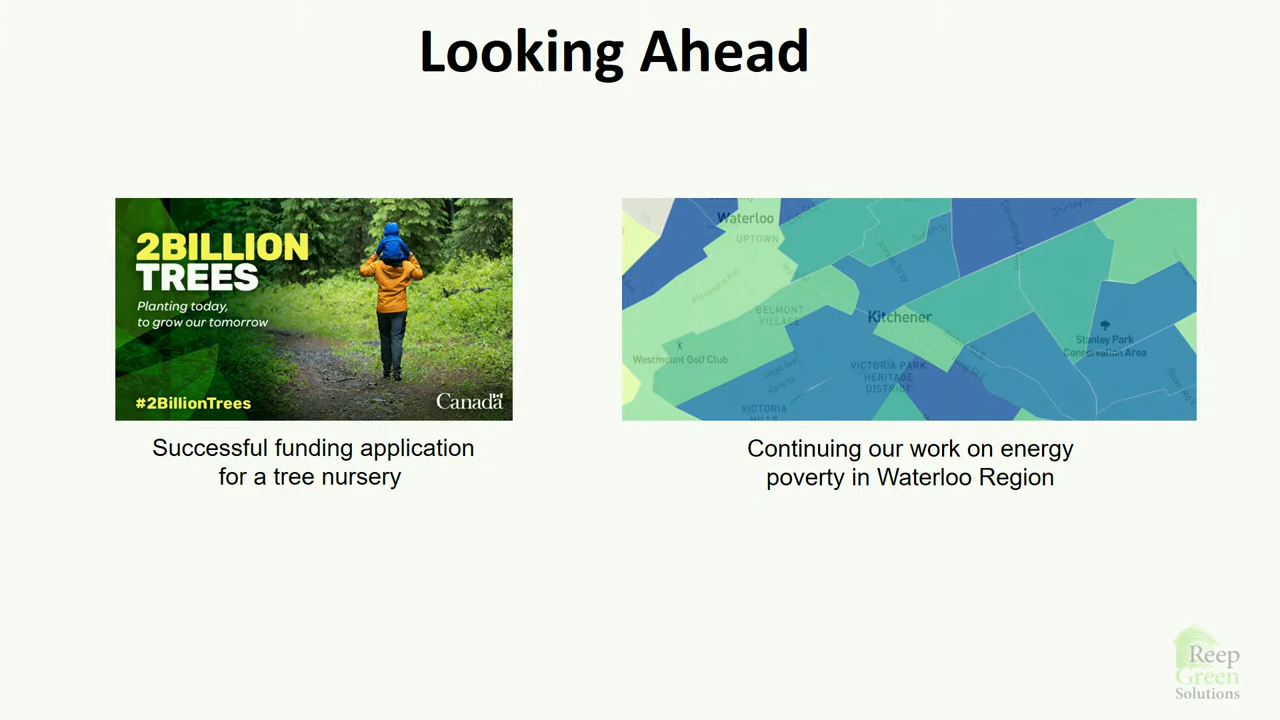 Looking Ahead
2BILLION
TREES
Planting today,
to grow our tomorrow
#2BillionTrees
Canada
Successful funding application
for a tree nursery
Waterloo
UPTOWN
BELMONT
VILLAGE
Kitchener
Westmount Golf Club
Stanley Park
Conservation Area
VICTORIA PARK
HERITAGE
DISTRICT
VICTORIA
HILLS
Continuing our work on energy
poverty in Waterloo Region
Reep
Green
Solutions